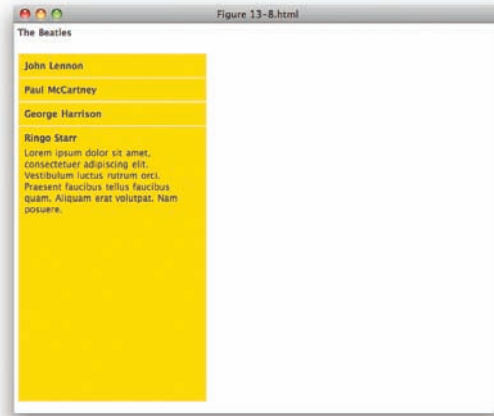 Figure 13-8.html
The Beatles
John Lennon
Paul McCartney
George Harrison
Ringo Starr
Lorem ipsum dolor sit amet,
consectetuer adipiscing elit.
Vestibulum luctus rutrum orci.
Praesent faucibus tellus faucibus
quam. Aliquam erat volutpat. Nam
posuere.